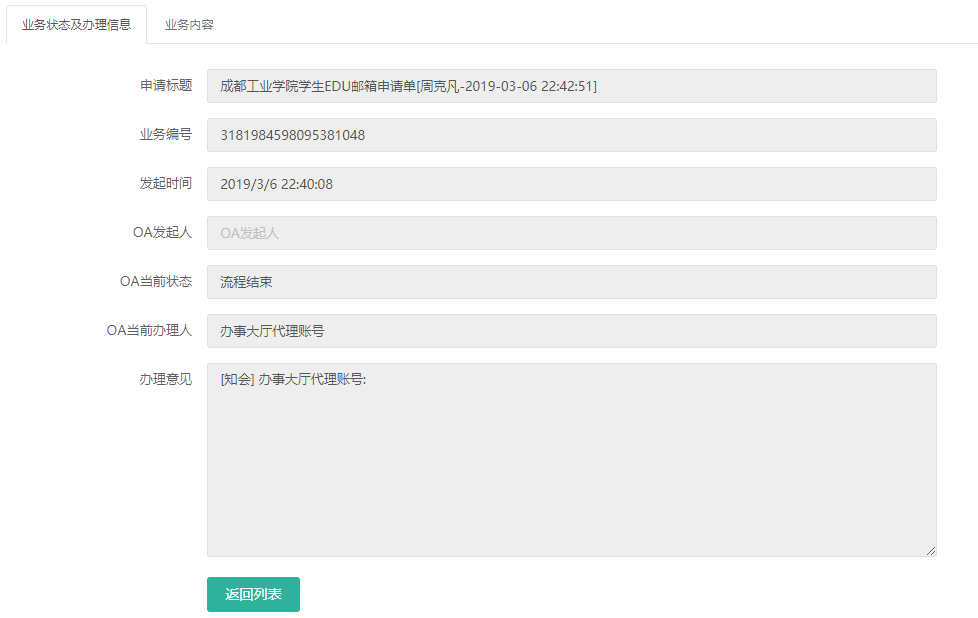 业务状态及办理信息 业务内容
申请标题 成都工业学院学生EDU邮箱申请单[周克凡-2019-03-06 22:42:51]
业务编号 3181984598095381048
发起时间 2019/3/6 22:40:08
OA发起人 OA发起人
OA当前状态 流程结束
OA当前办理人 办事大厅代理账号
办理意见 [知会] 办事大厅代理账号:
返回列表